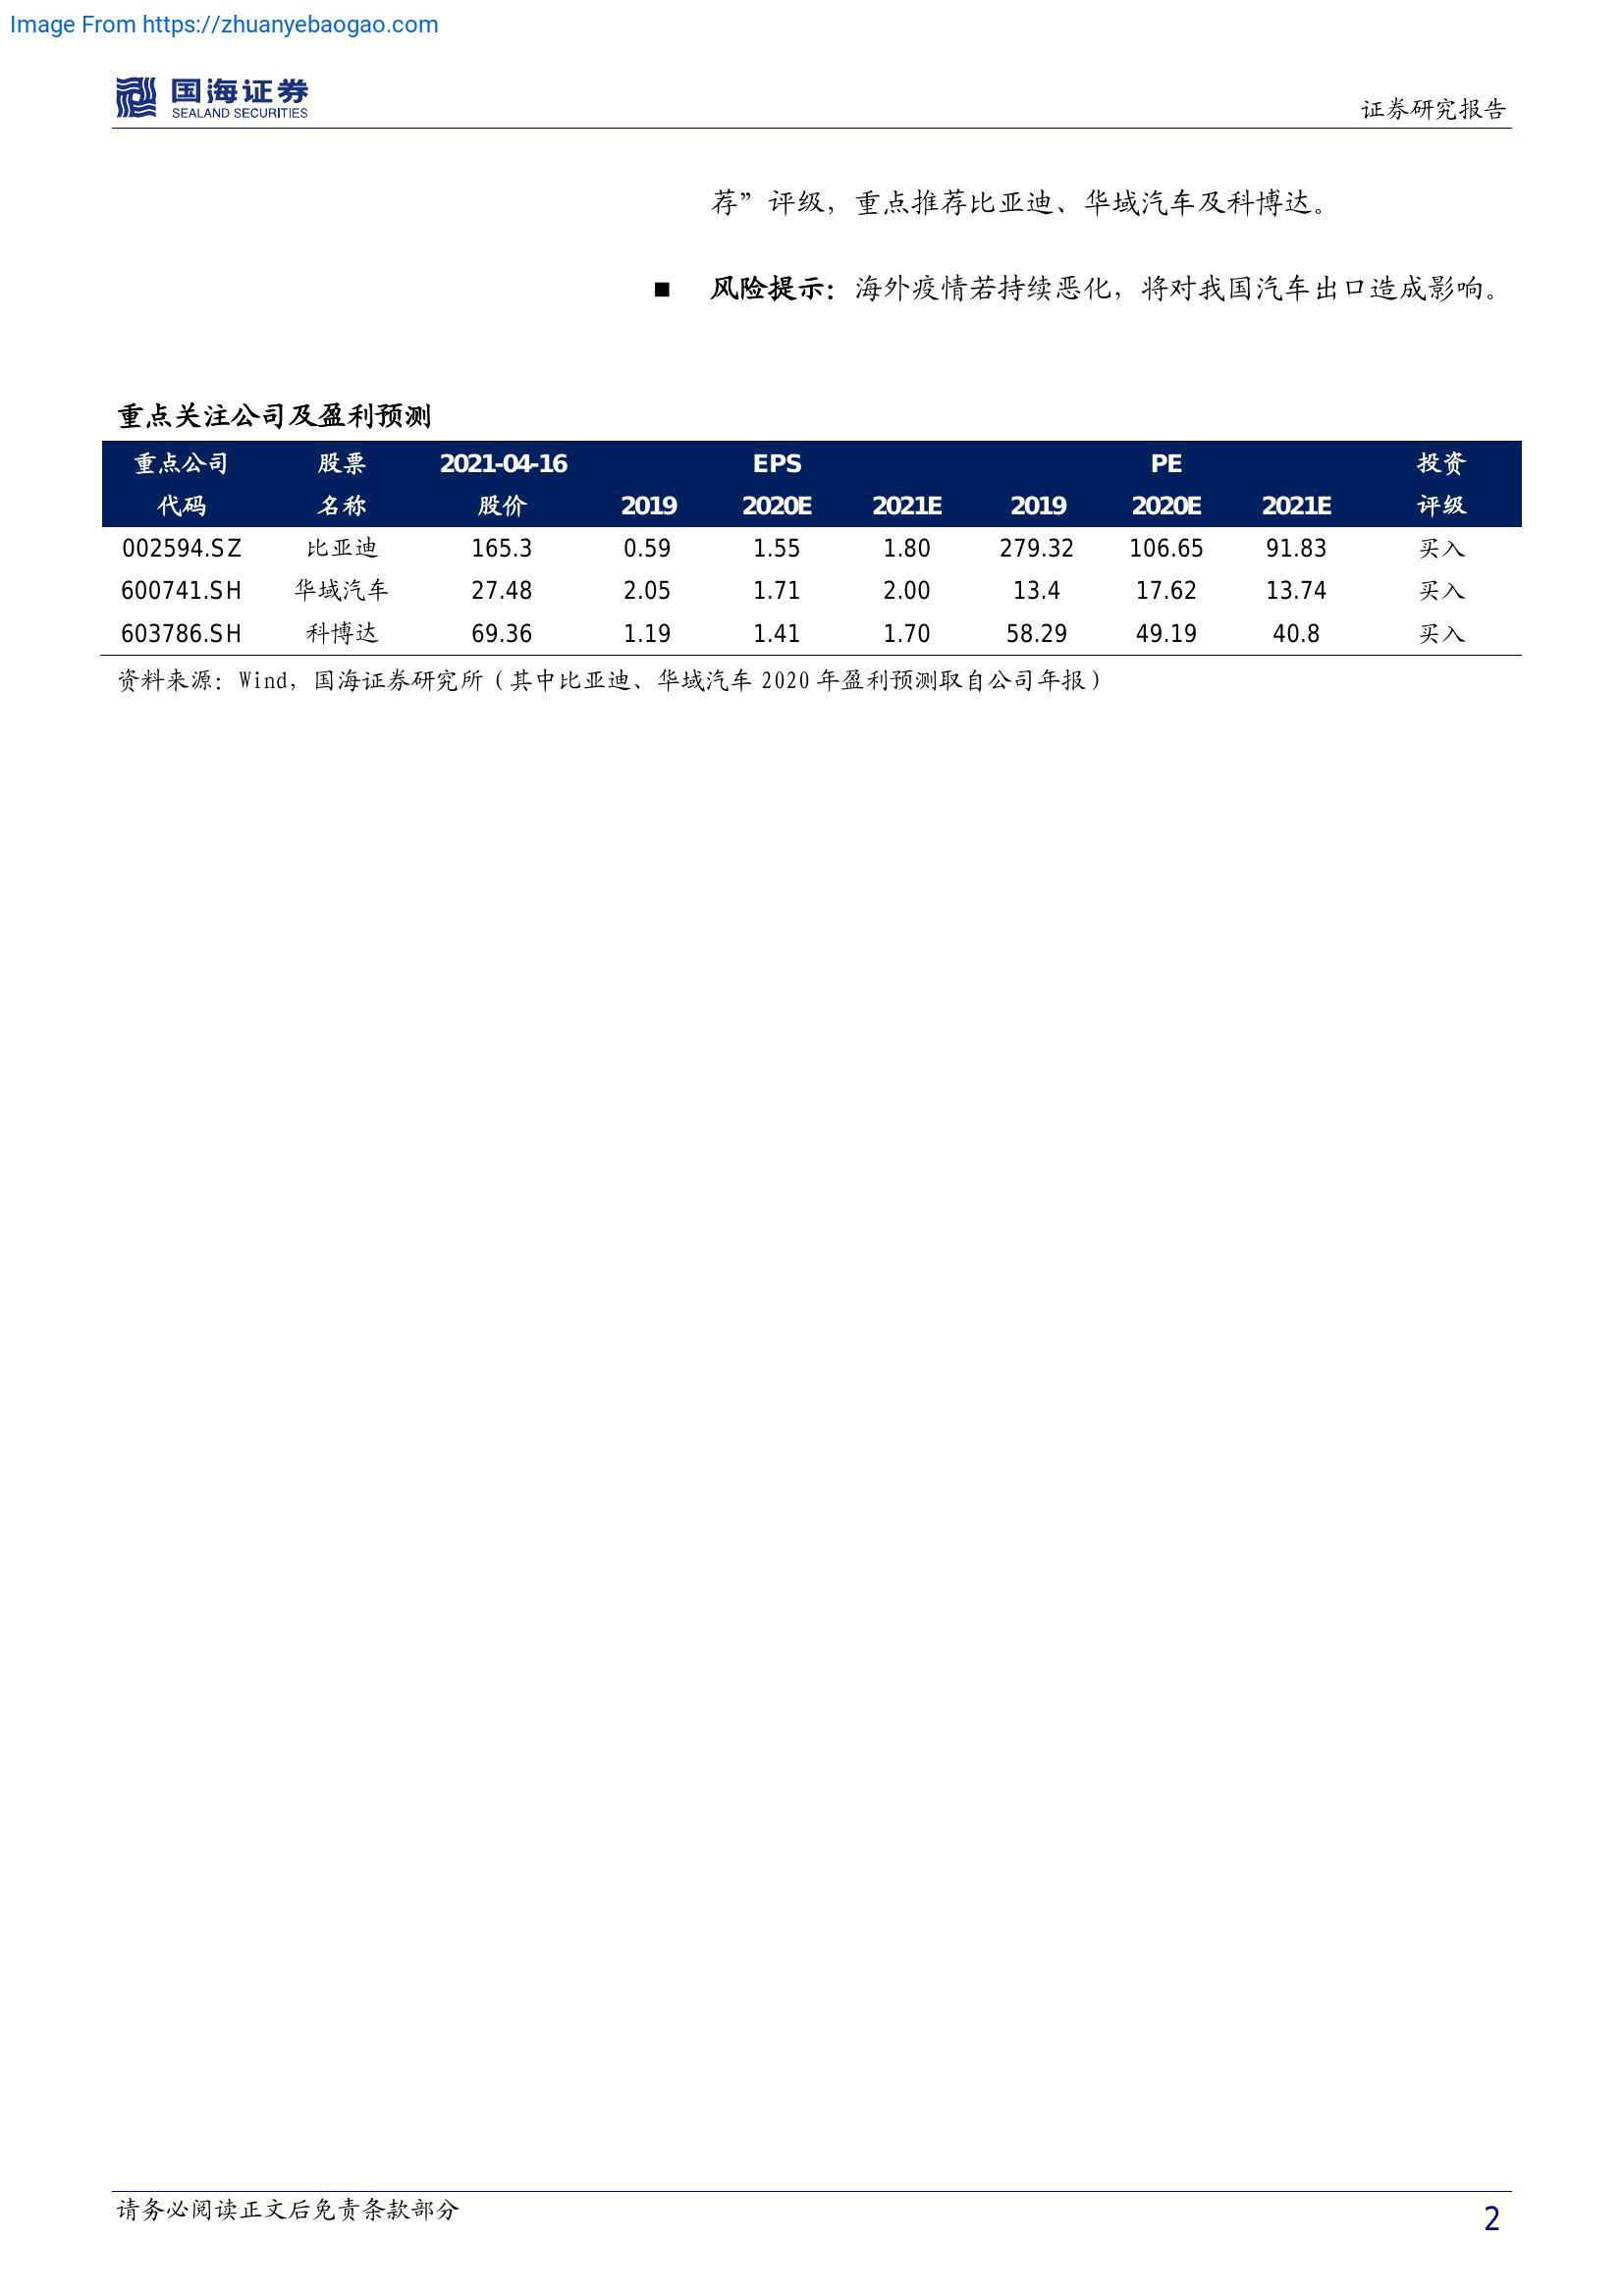 Image From https://zhuanyebaogao.com
国海证券
SEALAND SECURITIES
证券研究报告
荐”评级，重点推荐比亚迪、华域汽车及科博达。
■ 风险提示：海外疫情若持续恶化，将对我国汽车出口造成影响。
重点关注公司及盈利预测
重点公司 股票 2021-04-16 EPS PE 投资
代码 名称 股价 2019 2020E 2021E 2019 2020E 2021E 评级
002594.SZ 比亚迪 165.3 0.59 1.55 1.80 279.32 106.65 91.83 买入
600741.SH 华域汽车 27.48 2.05 1.71 2.00 13.4 17.62 13.74 买入
603786.SH 科博达 69.36 1.19 1.41 1.70 58.29 49.19 40.8 买入
资料来源：Wind，国海证券研究所（其中比亚迪、华域汽车 2020 年盈利预测取自公司年报）
请务必阅读正文后免责条款部分
2